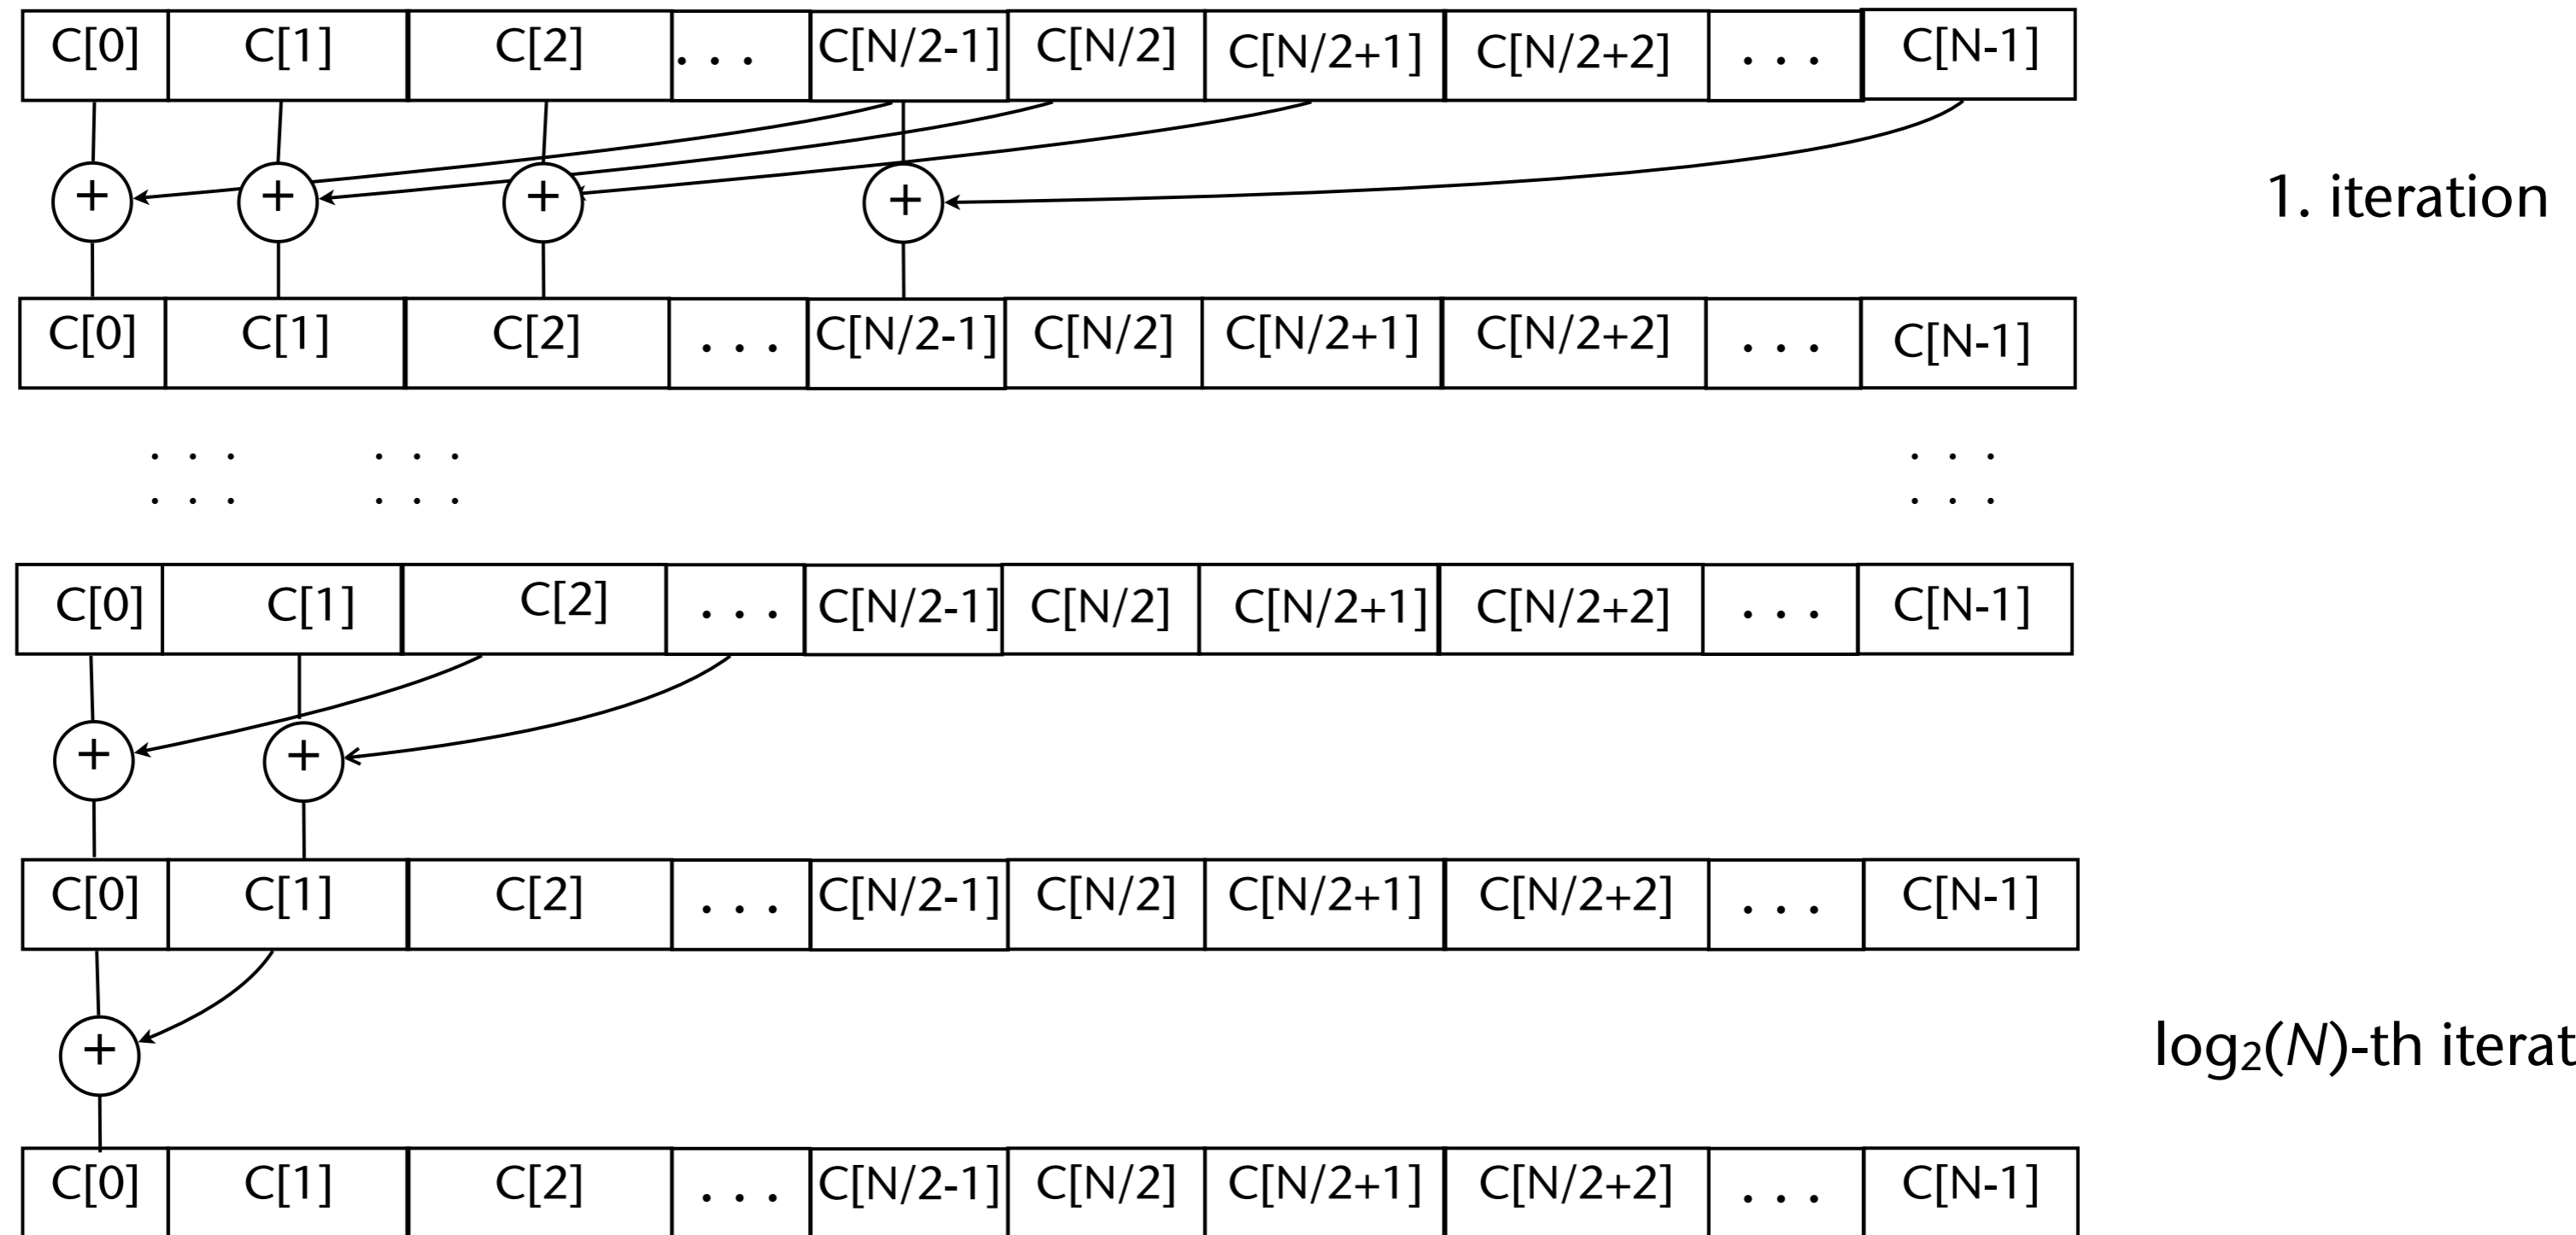 C[0] C[1] C[2] . . . C[N/2-1] C[N/2] C[N/2+1] C[N/2+2] . . . C[N-1]
+ + + +
1. iteration
C[0] C[1] C[2] . . . C[N/2-1] C[N/2] C[N/2+1] C[N/2+2] . . . C[N-1]
. . . . . . . . .
. . . . . . . . .
C[0] C[1] C[2] . . . C[N/2-1] C[N/2] C[N/2+1] C[N/2+2] . . . C[N-1]
+ +
C[0] C[1] C[2] . . . C[N/2-1] C[N/2] C[N/2+1] C[N/2+2] . . . C[N-1]
+
log₂(N)-th iterat
C[0] C[1] C[2] . . . C[N/2-1] C[N/2] C[N/2+1] C[N/2+2] . . . C[N-1]